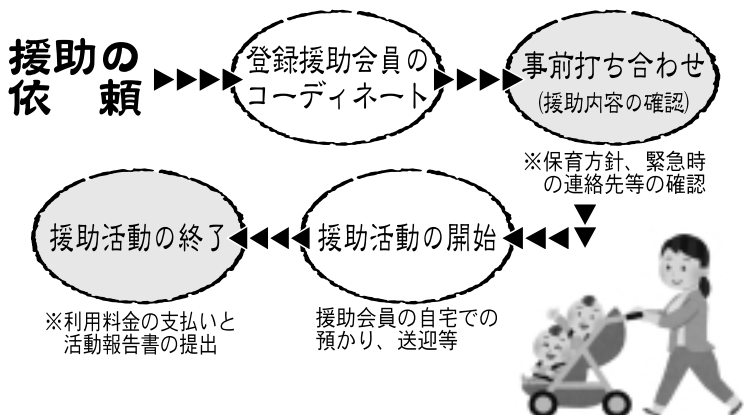 援助の
依　頼
登録援助会員の
コーディネート
事前打ち合わせ
(援助内容の確認)
※保育方針、緊急時
の連絡先等の確認
援助活動の開始
援助会員の自宅での
預かり、送迎等
援助活動の終了
※利用料金の支払いと
活動報告書の提出